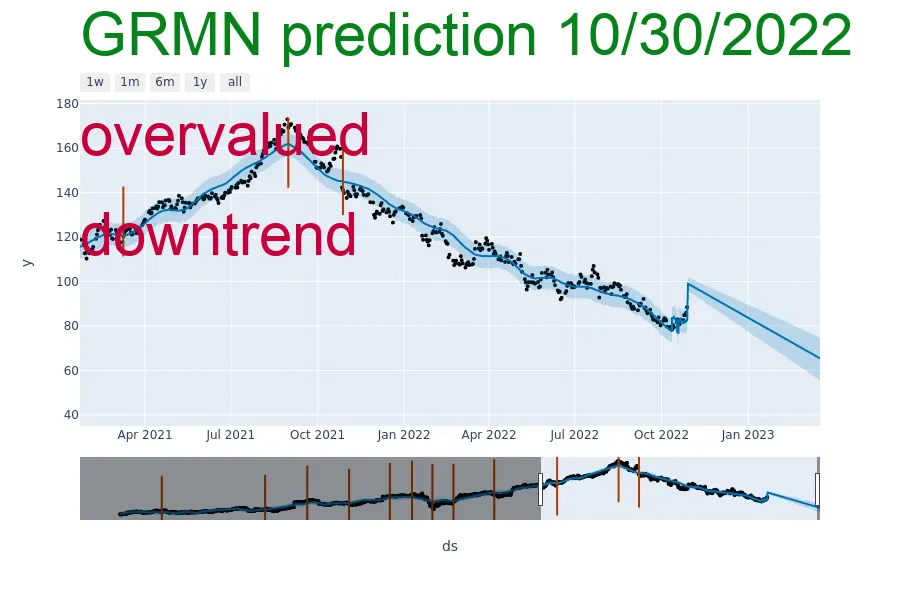 GRMN prediction 10/30/2022
1w 1m 6m 1y all
180
overvalued
160
140
downtrend
120
100
80
60
40
y
Apr 2021 Jul 2021 Oct 2021 Jan 2022 Apr 2022 Jul 2022 Oct 2022 Jan 2023
ds